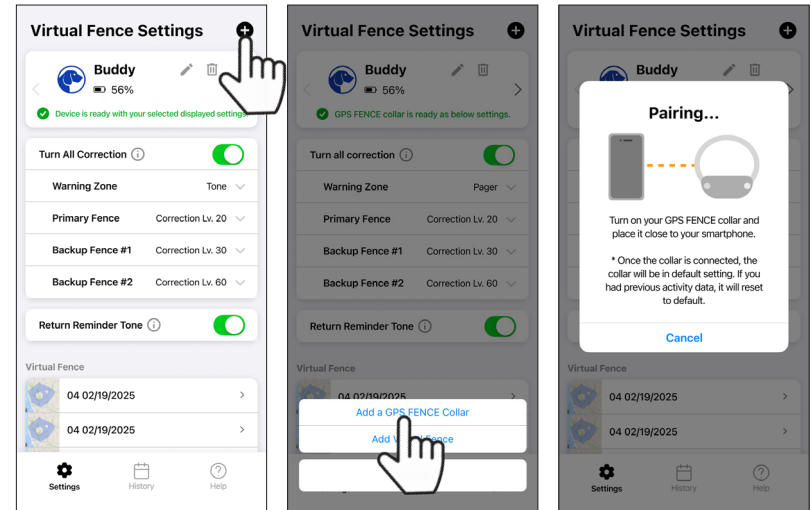 Virtual Fence Settings
Buddy
56%
Device is ready with your selected displayed settings.
Turn All Correction
Warning Zone Tone
Primary Fence Correction Lv. 20
Backup Fence #1 Correction Lv. 30
Backup Fence #2 Correction Lv. 60
Return Reminder Tone
Virtual Fence
04 02/19/2025
04 02/19/2025
Settings History Help
Virtual Fence Settings
Buddy
56%
GPS FENCE collar is ready as below settings.
Turn all correction
Warning Zone Pager
Primary Fence Correction Lv. 20
Backup Fence #1 Correction Lv. 30
Backup Fence #2 Correction Lv. 60
Return Reminder Tone
Virtual Fence
04 02/19/2025
Add a GPS FENCE Collar
Add Fence
Virtual Fence Settings
Buddy
Pairing...
Turn on your GPS FENCE collar and
place it close to your smartphone.
* Once the collar is connected, the
collar will be in default setting. If you
had previous activity data, it will reset
to default.
Cancel
Virtual Fence
04 02/19/2025
04 02/19/2025
Settings History Help